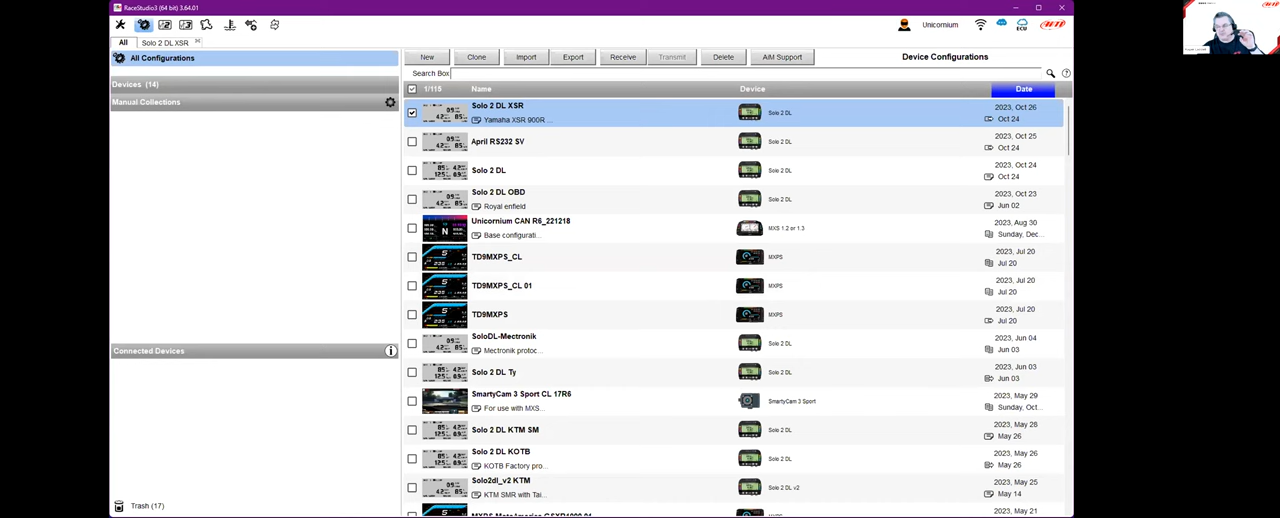 RaceStudio3 (64 bit) 3.64.01
Unicornium
ECU
AiM
All
Solo 2 DL XSR
All Configurations
Devices (14)
Manual Collections
Connected Devices
Trash (17)
New
Clone
Import
Export
Receive
Transmit
Delete
AiM Support
Device Configurations
Search Box
1/115
Name
Device
Date
Solo 2 DL XSR
Yamaha XSR 900R ...
Solo 2 DL
2023, Oct 26
Oct 24
April RS232 SV
Solo 2 DL
2023, Oct 25
Oct 24
Solo 2 DL
Solo 2 DL
2023, Oct 24
Oct 24
Solo 2 DL OBD
Royal enfield
Solo 2 DL
2023, Oct 23
Jun 02
Unicornium CAN R6_221218
Base configurati...
MXS 1.2 or 1.3
2023, Aug 30
Sunday, Dec...
TD9MXPS_CL
MXPS
2023, Jul 20
Jul 20
TD9MXPS_CL 01
MXPS
2023, Jul 20
Jul 20
TD9MXPS
MXPS
2023, Jul 20
Jul 20
SoloDL-Mectronik
Mectronik protoc...
Solo 2 DL
2023, Jun 04
Jun 03
Solo 2 DL Ty
Solo 2 DL
2023, Jun 03
Jun 03
SmartyCam 3 Sport CL 17R6
For use with MXS...
SmartyCam 3 Sport
2023, May 29
Sunday, Oct...
Solo 2 DL KTM SM
Solo 2 DL
2023, May 28
May 26
Solo 2 DL KOTB
KOTB Factory pro...
Solo 2 DL
2023, May 26
May 26
Solo2dl_v2 KTM
KTM SMR with Tai...
Solo 2 DL v2
2023, May 25
May 14
2023, May 21